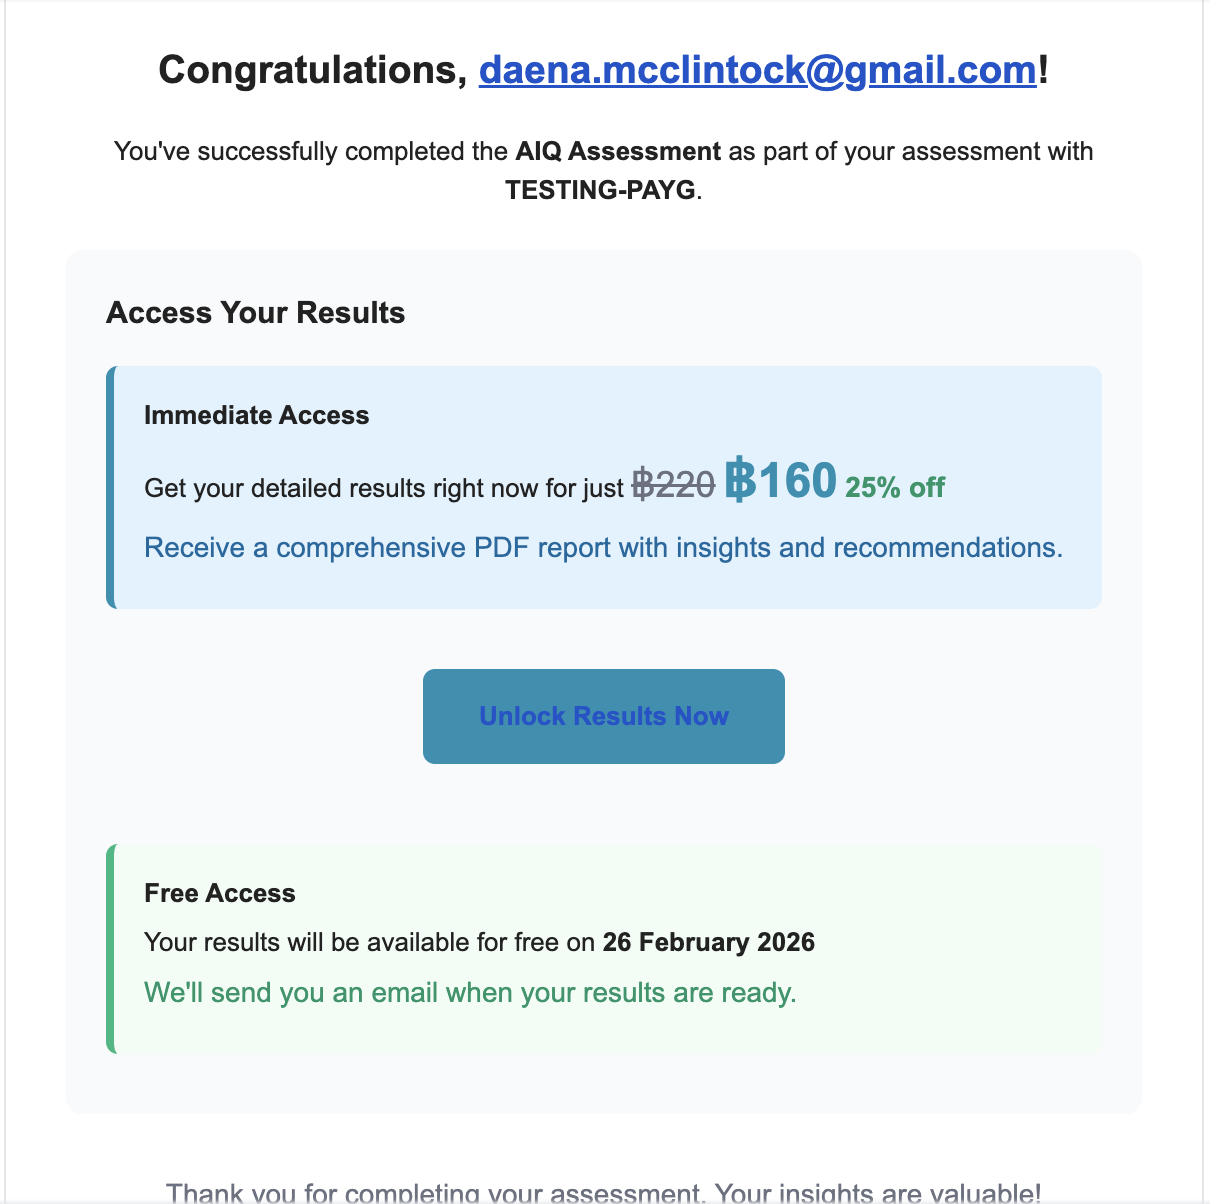 Congratulations, daena.mcclintock@gmail.com!
You've successfully completed the AIQ Assessment as part of your assessment with
TESTING-PAYG.
Access Your Results
Immediate Access
Get your detailed results right now for just ฿220 ฿160 25% off
Receive a comprehensive PDF report with insights and recommendations.
Unlock Results Now
Free Access
Your results will be available for free on 26 February 2026
We'll send you an email when your results are ready.
Thank you for completing your assessment. Your insights are valuable!